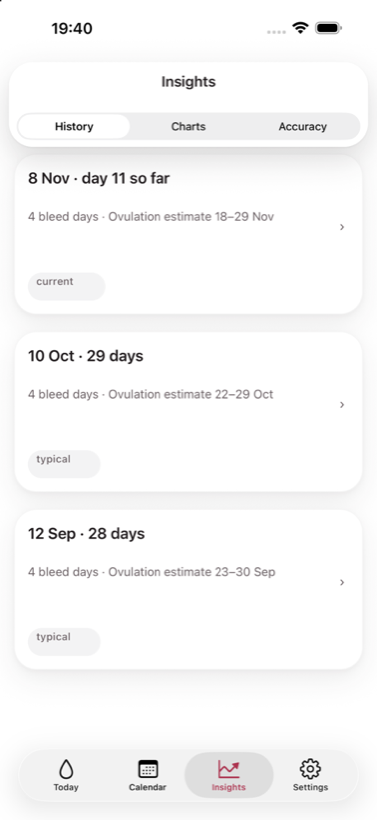 19:40
Insights
History
Charts
Accuracy
8 Nov · day 11 so far
4 bleed days · Ovulation estimate 18–29 Nov
current
10 Oct · 29 days
4 bleed days · Ovulation estimate 22–29 Oct
typical
12 Sep · 28 days
4 bleed days · Ovulation estimate 23–30 Sep
typical
Today
Calendar
Insights
Settings